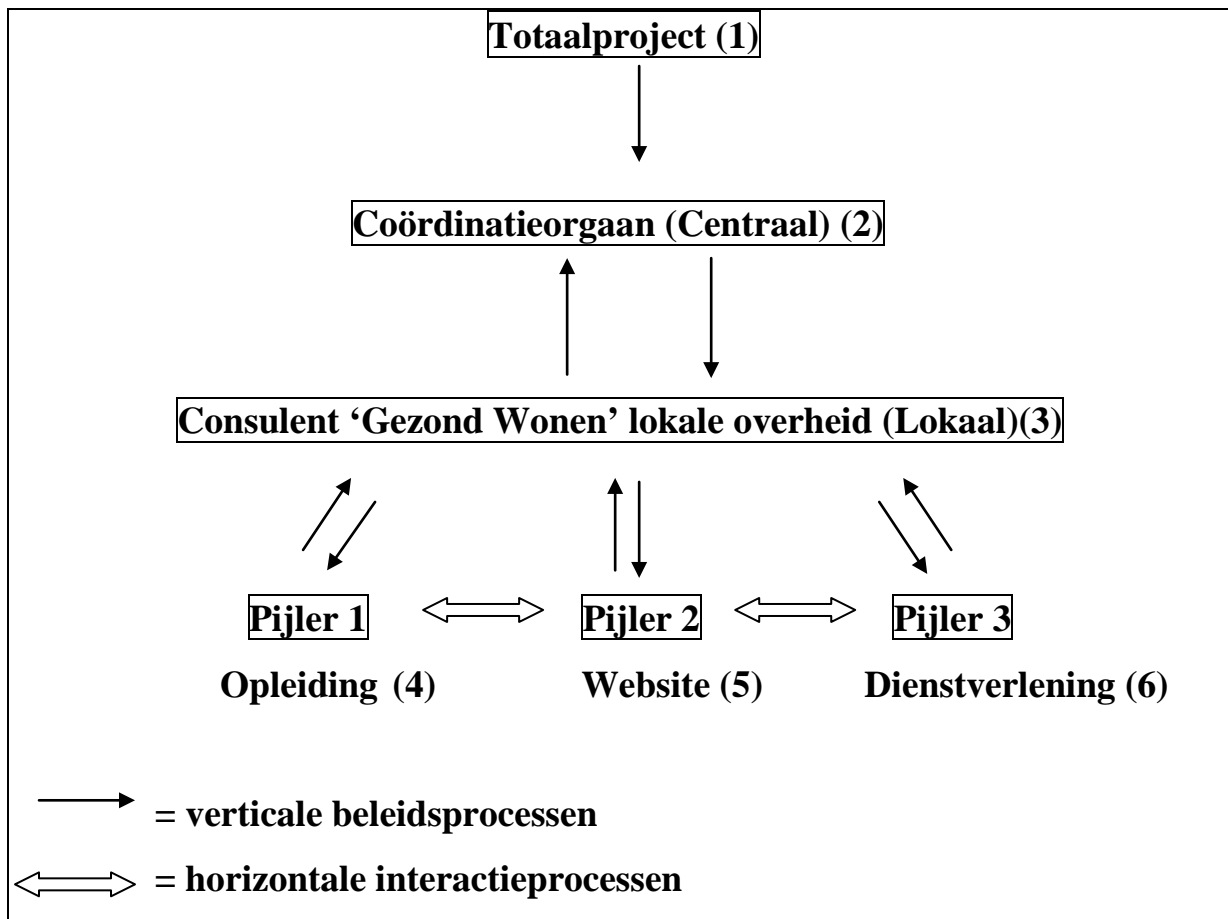 Totaalproject (1)
Coördinatieorgaan (Centraal) (2)
Consulent ‘Gezond Wonen’ lokale overheid (Lokaal)(3)
Pijler 1 Pijler 2 Pijler 3
Opleiding (4) Website (5) Dienstverlening (6)
= verticale beleidsprocessen
= horizontale interactieprocessen